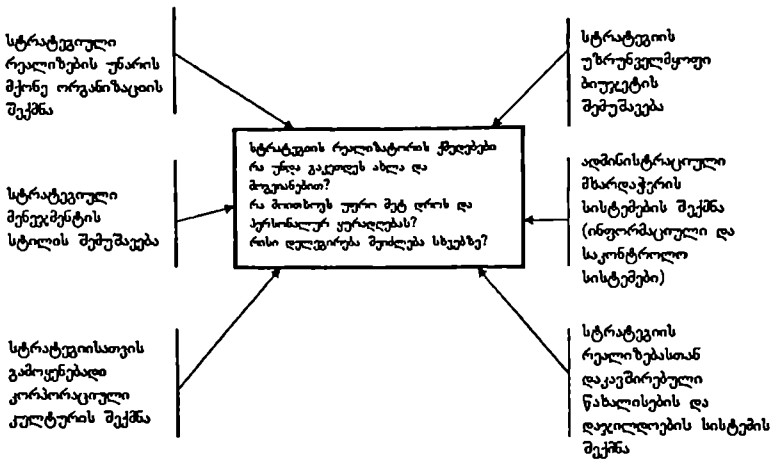 სტრატეგიული
რეალიზების უნარის
მქონე ორგანიზაციის
შექმნა
სტრატეგიული
მენეჯმენტის
სტილის შემუშავება
სტრატეგიისათვის
გამოყენებადი
კორპორაციული
კულტურის შექმნა
სტრატეგიის რეალიზატორის ქმედებები
რა უნდა გაკეთდეს ახლა და
მოგვიანებით?
რა მოითხოვს უფრო მეტ დროს და
პერსონალურ ყურადღებას?
რისი დელეგირება შეიძლება სხვებზე?
სტრატეგიის
უზრუნველმყოფი
ბიუჯეტის
შემუშავება
ადმინისტრაციული
მხარდაჭერის
სისტემების შექმნა
(ინფორმაციული და
საკონტროლო
სისტემები)
სტრატეგიის
რეალიზებასთან
დაკავშირებული
წახალისების და
დაჯილდოების სისტემის
შექმნა